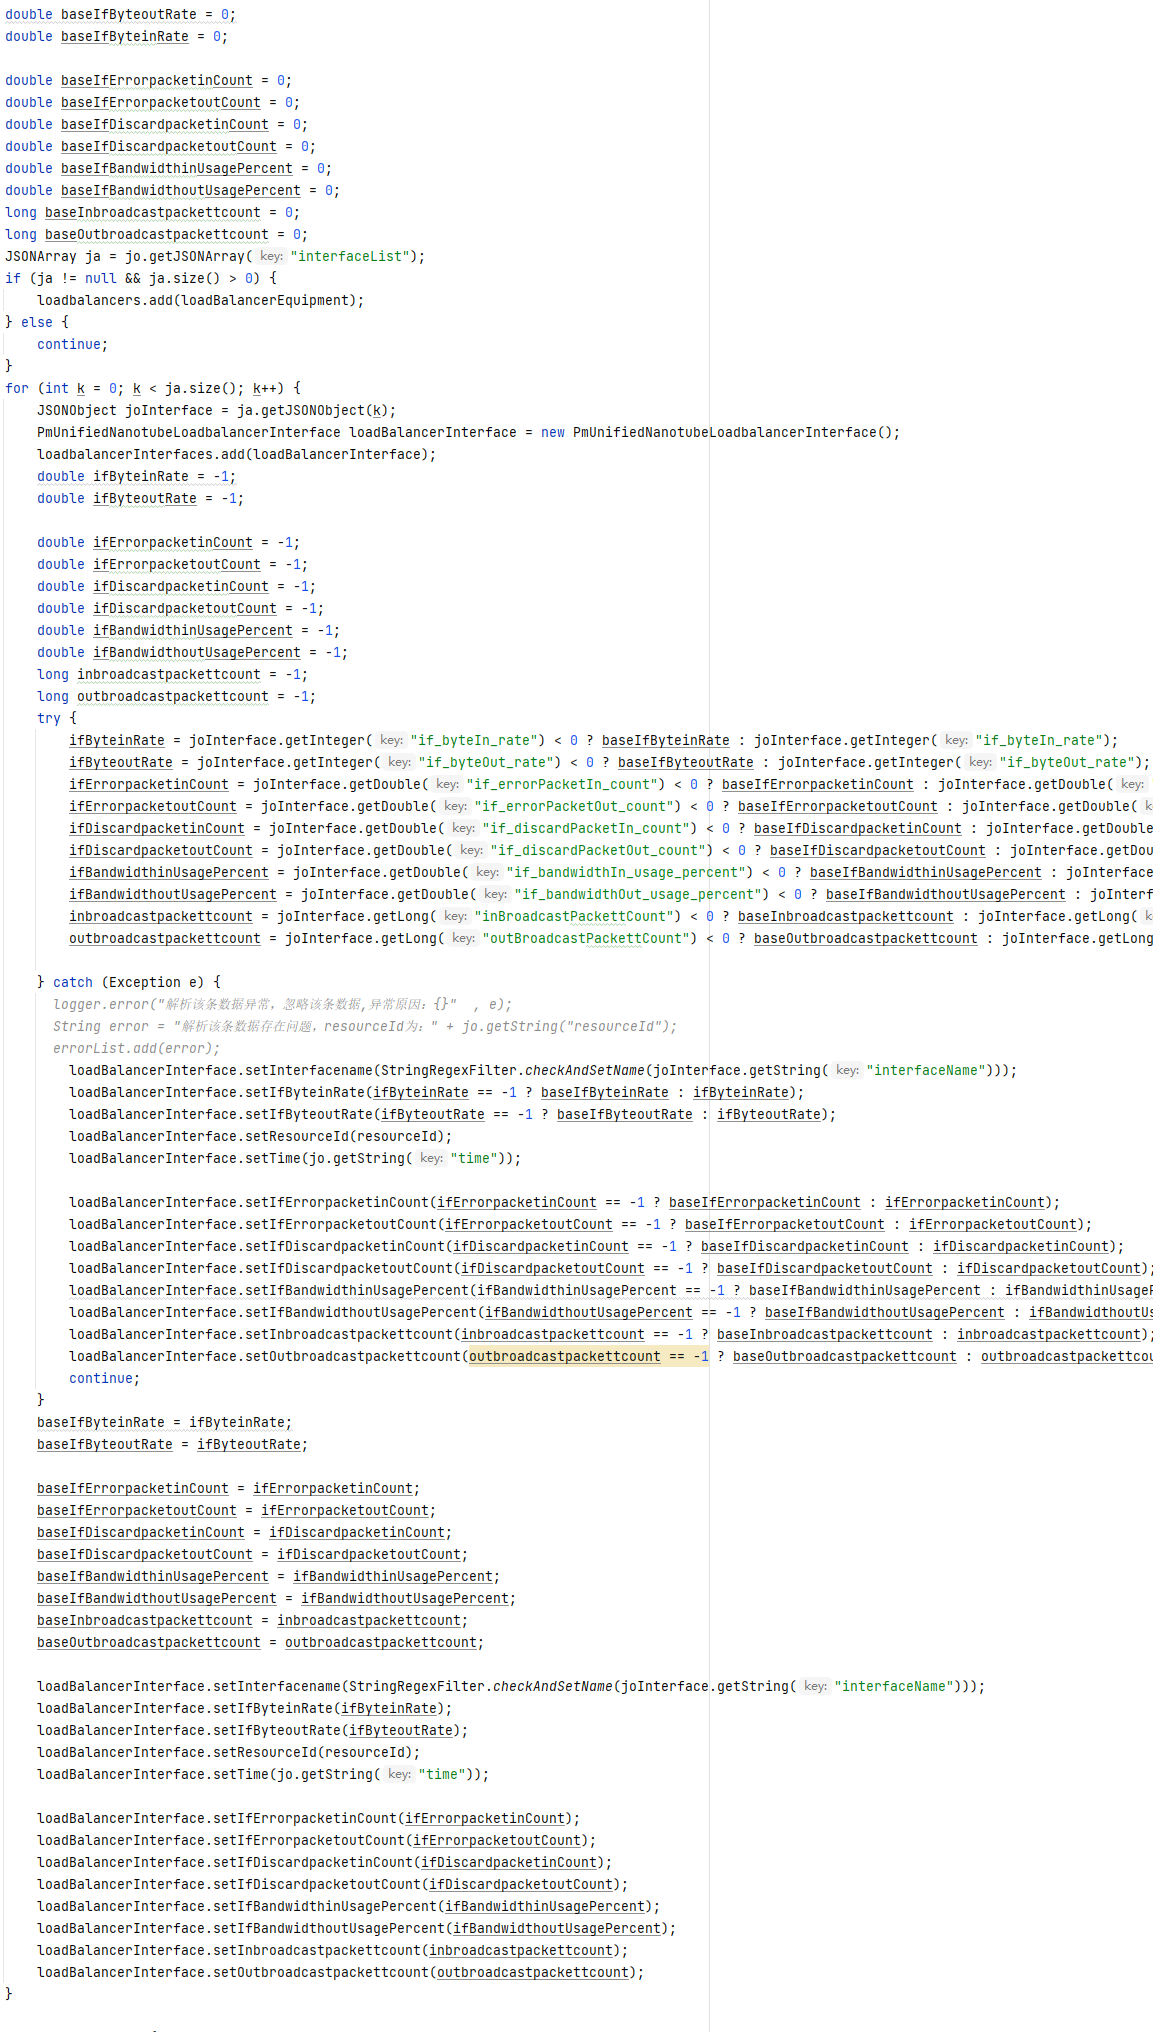 double baseIfByteoutRate = 0;
double baseIfByteinRate = 0;
double baseIfErrorpacketinCount = 0;
double baseIfErrorpacketoutCount = 0;
double baseIfDiscardpacketinCount = 0;
double baseIfDiscardpacketoutCount = 0;
double baseIfBandwidthinUsagePercent = 0;
double baseIfBandwidthoutUsagePercent = 0;
long baseInbroadcastpackettcount = 0;
long baseOutbroadcastpackettcount = 0;
JSONArray ja = jo.getJSONArray( key: "interfaceList");
if (ja != null && ja.size() > 0) {
loadbalancers.add(loadBalancerEquipment);
} else {
continue;
}
for (int k = 0; k < ja.size(); k++) {
JSONObject joInterface = ja.getJSONObject(k);
PmUnifiedNanotubeLoadbalancerInterface loadBalancerInterface = new PmUnifiedNanotubeLoadbalancerInterface();
loadbalancerInterfaces.add(loadBalancerInterface);
double ifByteinRate = -1;
double ifByteoutRate = -1;
double ifErrorpacketinCount = -1;
double ifErrorpacketoutCount = -1;
double ifDiscardpacketinCount = -1;
double ifDiscardpacketoutCount = -1;
double ifBandwidthinUsagePercent = -1;
double ifBandwidthoutUsagePercent = -1;
long inbroadcastpackettcount = -1;
long outbroadcastpackettcount = -1;
try {
ifByteinRate = joInterface.getInteger( key: "if_byteIn_rate") < 0 ? baseIfByteinRate : joInterface.getInteger( key: "if_byteIn_rate");
ifByteoutRate = joInterface.getInteger( key: "if_byteOut_rate") < 0 ? baseIfByteoutRate : joInterface.getInteger( key: "if_byteOut_rate");
ifErrorpacketinCount = joInterface.getDouble( key: "if_errorPacketIn_count") < 0 ? baseIfErrorpacketinCount : joInterface.getDouble( key:
ifErrorpacketoutCount = joInterface.getDouble( key: "if_errorPacketOut_count") < 0 ? baseIfErrorpacketoutCount : joInterface.getDouble(
ifDiscardpacketinCount = joInterface.getDouble( key: "if_discardPacketIn_count") < 0 ? baseIfDiscardpacketinCount : joInterface.getDouble
ifDiscardpacketoutCount = joInterface.getDouble( key: "if_discardPacketOut_count") < 0 ? baseIfDiscardpacketoutCount : joInterface.getDou
ifBandwidthinUsagePercent = joInterface.getDouble( key: "if_bandwidthIn_usage_percent") < 0 ? baseIfBandwidthinUsagePercent : joInterface
ifBandwidthoutUsagePercent = joInterface.getDouble( key: "if_bandwidthOut_usage_percent") < 0 ? baseIfBandwidthoutUsagePercent : joInterf
inbroadcastpackettcount = joInterface.getLong( key: "inBroadcastPackettCount") < 0 ? baseInbroadcastpackettcount : joInterface.getLong(
outbroadcastpackettcount = joInterface.getLong( key: "outBroadcastPackettCount") < 0 ? baseOutbroadcastpackettcount : joInterface.getLong
} catch (Exception e) {
logger.error("解析该条数据异常，忽略该条数据,异常原因：{}" , e);
String error = "解析该条数据存在问题，resourceId为：" + jo.getString("resourceId");
errorList.add(error);
loadBalancerInterface.setInterfacename(StringRegexFilter.checkAndSetName(joInterface.getString( key: "interfaceName")));
loadBalancerInterface.setIfByteinRate(ifByteinRate == -1 ? baseIfByteinRate : ifByteinRate);
loadBalancerInterface.setIfByteoutRate(ifByteoutRate == -1 ? baseIfByteoutRate : ifByteoutRate);
loadBalancerInterface.setResourceId(resourceId);
loadBalancerInterface.setTime(jo.getString( key: "time"));
loadBalancerInterface.setIfErrorpacketinCount(ifErrorpacketinCount == -1 ? baseIfErrorpacketinCount : ifErrorpacketinCount);
loadBalancerInterface.setIfErrorpacketoutCount(ifErrorpacketoutCount == -1 ? baseIfErrorpacketoutCount : ifErrorpacketoutCount);
loadBalancerInterface.setIfDiscardpacketinCount(ifDiscardpacketinCount == -1 ? baseIfDiscardpacketinCount : ifDiscardpacketinCount);
loadBalancerInterface.setIfDiscardpacketoutCount(ifDiscardpacketoutCount == -1 ? baseIfDiscardpacketoutCount : ifDiscardpacketoutCount);
loadBalancerInterface.setIfBandwidthinUsagePercent(ifBandwidthinUsagePercent == -1 ? baseIfBandwidthinUsagePercent : ifBandwidthinUsageP
loadBalancerInterface.setIfBandwidthoutUsagePercent(ifBandwidthoutUsagePercent == -1 ? baseIfBandwidthoutUsagePercent : ifBandwidthoutUs
loadBalancerInterface.setInbroadcastpackettcount(inbroadcastpackettcount == -1 ? baseInbroadcastpackettcount : inbroadcastpackettcount);
loadBalancerInterface.setOutbroadcastpackettcount(outbroadcastpackettcount == -1 ? baseOutbroadcastpackettcount : outbroadcastpackettcou
continue;
}
baseIfByteinRate = ifByteinRate;
baseIfByteoutRate = ifByteoutRate;
baseIfErrorpacketinCount = ifErrorpacketinCount;
baseIfErrorpacketoutCount = ifErrorpacketoutCount;
baseIfDiscardpacketinCount = ifDiscardpacketinCount;
baseIfDiscardpacketoutCount = ifDiscardpacketoutCount;
baseIfBandwidthinUsagePercent = ifBandwidthinUsagePercent;
baseIfBandwidthoutUsagePercent = ifBandwidthoutUsagePercent;
baseInbroadcastpackettcount = inbroadcastpackettcount;
baseOutbroadcastpackettcount = outbroadcastpackettcount;
loadBalancerInterface.setInterfacename(StringRegexFilter.checkAndSetName(joInterface.getString( key: "interfaceName")));
loadBalancerInterface.setIfByteinRate(ifByteinRate);
loadBalancerInterface.setIfByteoutRate(ifByteoutRate);
loadBalancerInterface.setResourceId(resourceId);
loadBalancerInterface.setTime(jo.getString( key: "time"));
loadBalancerInterface.setIfErrorpacketinCount(ifErrorpacketinCount);
loadBalancerInterface.setIfErrorpacketoutCount(ifErrorpacketoutCount);
loadBalancerInterface.setIfDiscardpacketinCount(ifDiscardpacketinCount);
loadBalancerInterface.setIfDiscardpacketoutCount(ifDiscardpacketoutCount);
loadBalancerInterface.setIfBandwidthinUsagePercent(ifBandwidthinUsagePercent);
loadBalancerInterface.setIfBandwidthoutUsagePercent(ifBandwidthoutUsagePercent);
loadBalancerInterface.setInbroadcastpackettcount(inbroadcastpackettcount);
loadBalancerInterface.setOutbroadcastpackettcount(outbroadcastpackettcount);
}